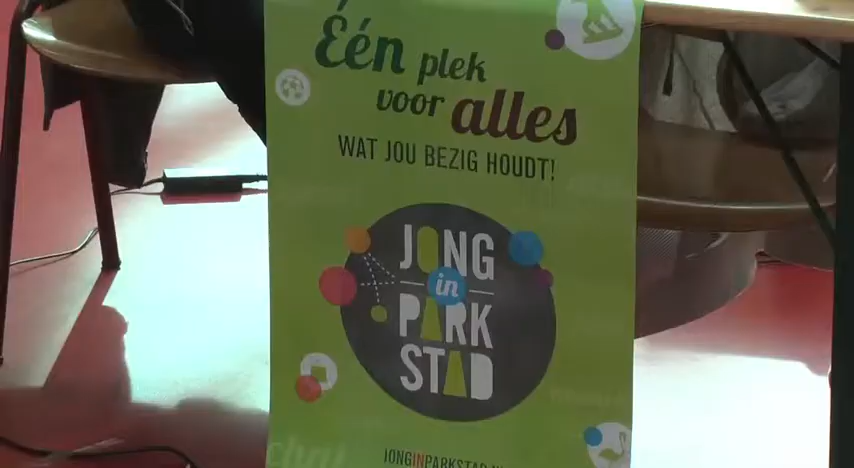 Één plek
voor alles
WAT JOU BEZIG HOUDT!
JONG
in
PARK
STAD